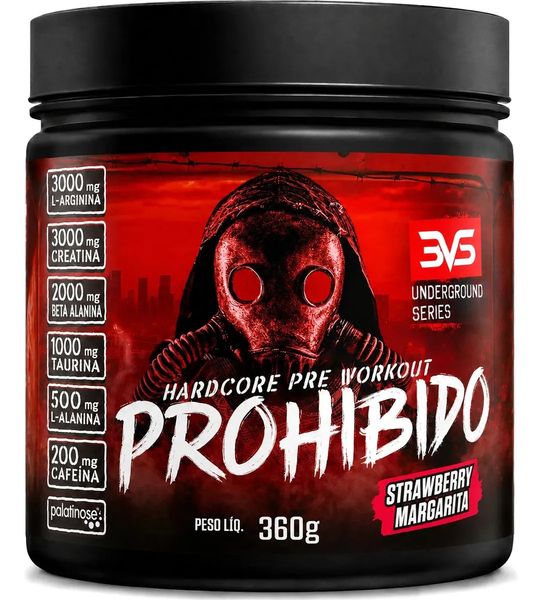 3000 mg
L-ARGININA
3000 mg
CREATINA
2000 mg
BETA ALANINA
1000 mg
TAURINA
500 mg
L-ALANINA
200 mg
CAFEÍNA
palatinose
3VS
UNDERGROUND
SERIES
HARDCORE PRE WORKOUT
PROHIBIDO
STRAWBERRY
MARGARITA
PESO LÍQ. 360g